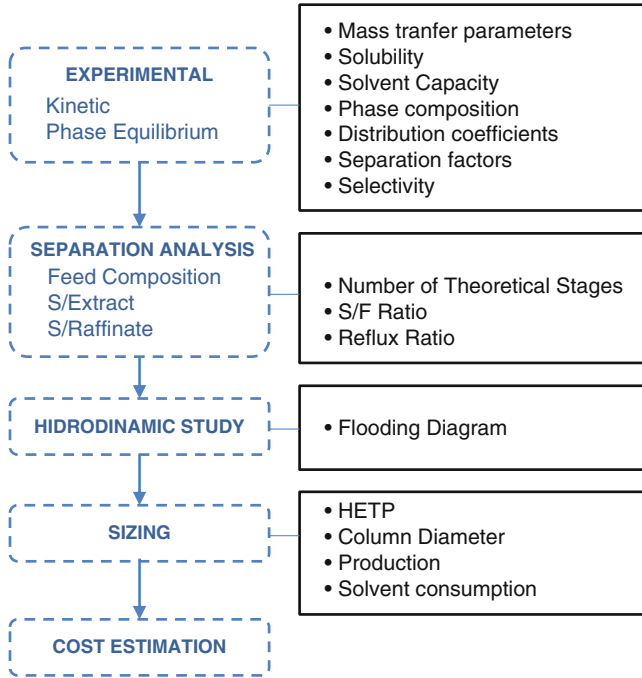 EXPERIMENTAL
Kinetic
Phase Equilibrium
• Mass tranfer parameters
• Solubility
• Solvent Capacity
• Phase composition
• Distribution coefficients
• Separation factors
• Selectivity
SEPARATION ANALYSIS
Feed Composition
S/Extract
S/Raffinate
• Number of Theoretical Stages
• S/F Ratio
• Reflux Ratio
HIDRODINAMIC STUDY
• Flooding Diagram
SIZING
• HETP
• Column Diameter
• Production
• Solvent consumption
COST ESTIMATION